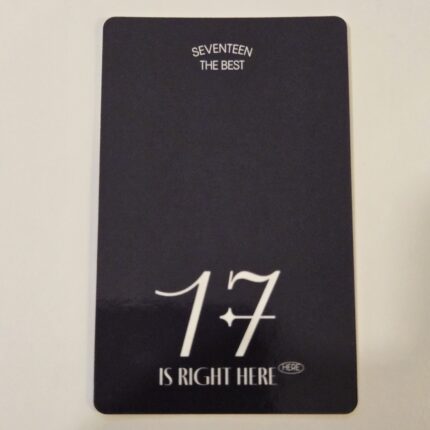 SEVENTEEN
THE BEST
17
IS RIGHT HERE
HERE